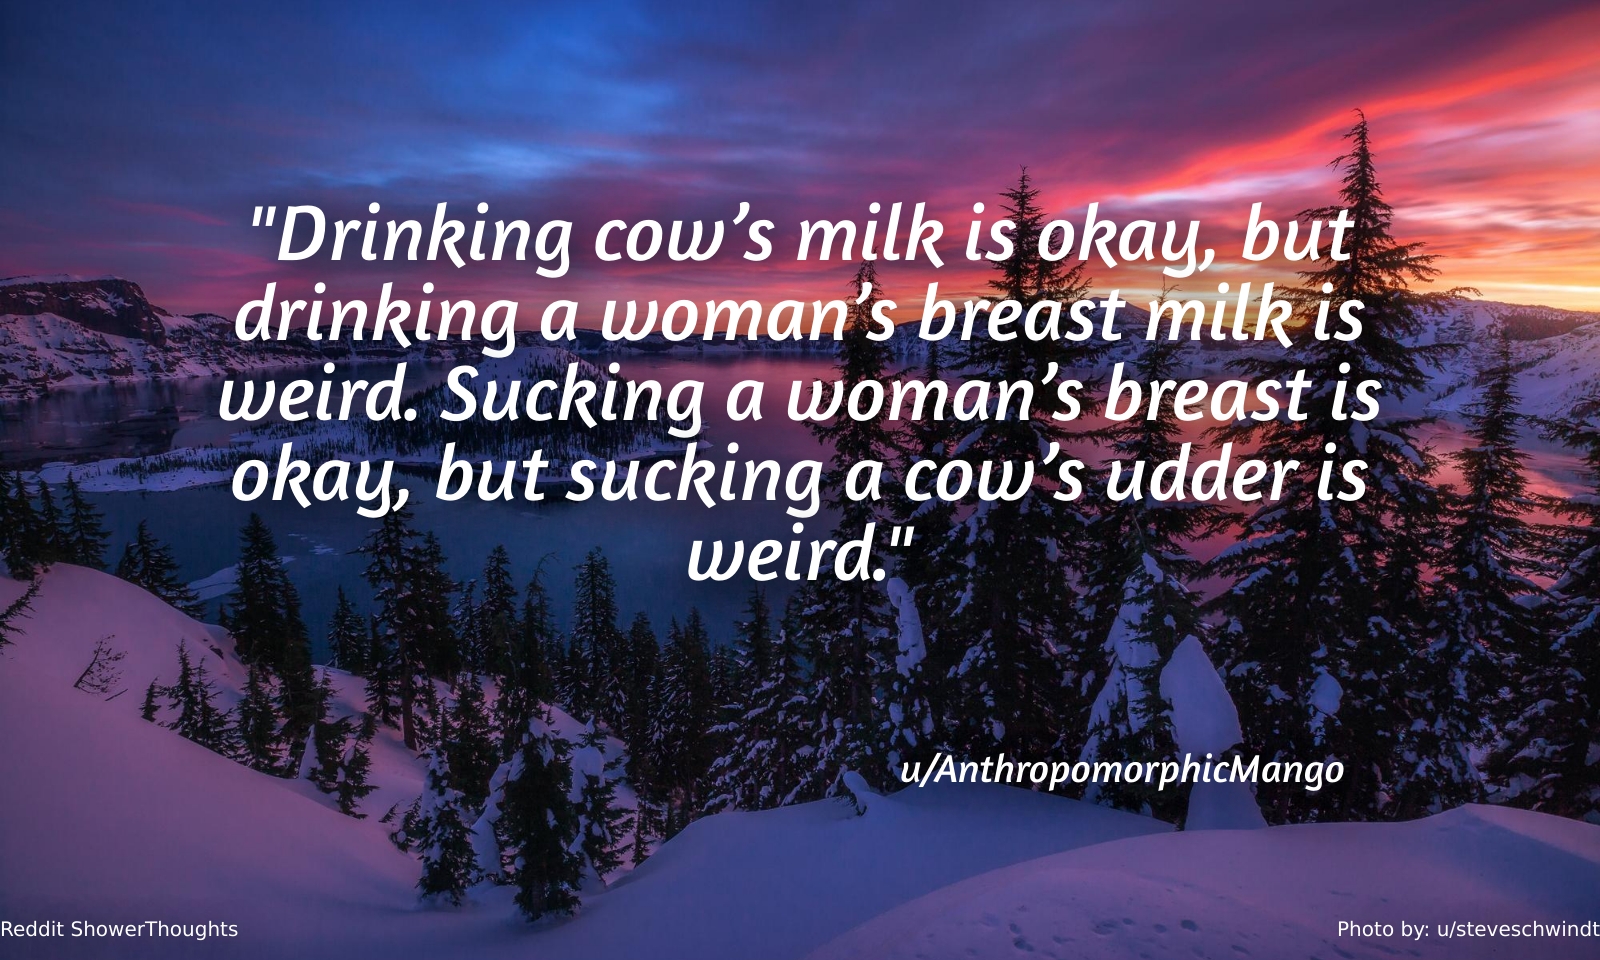 "Drinking cow’s milk is okay, but
drinking a woman’s breast milk is
weird. Sucking a woman’s breast is
okay, but sucking a cow’s udder is
weird."
u/AnthropomorphicMango
Reddit ShowerThoughts
Photo by: u/steveschwindt